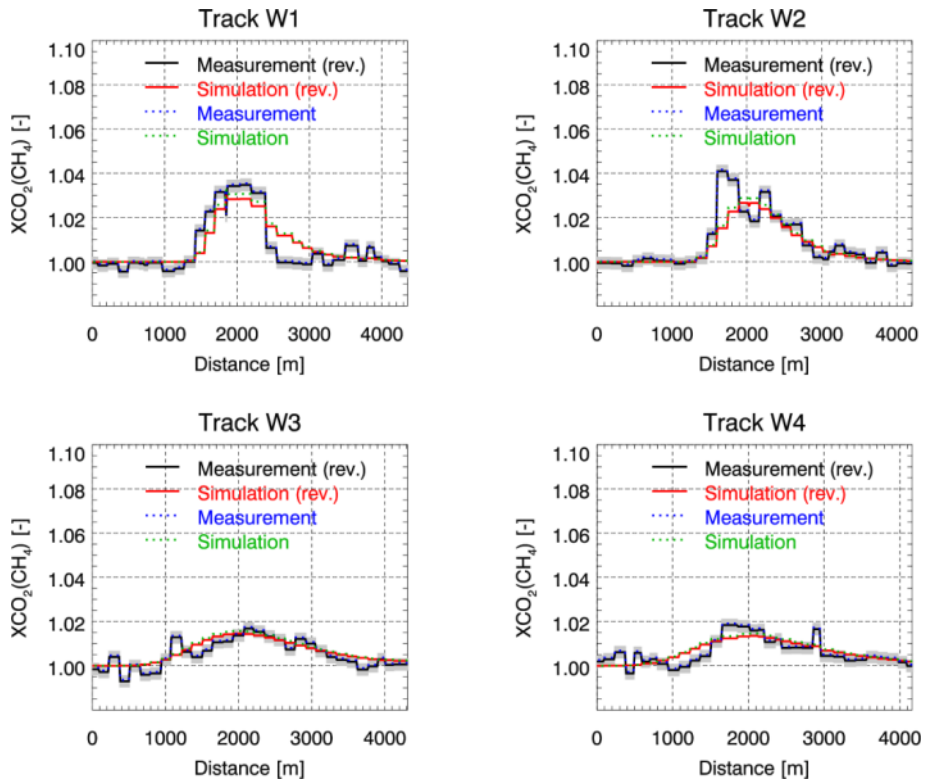 Track W1
1.10
1.08
1.06
1.04
1.02
1.00
XCO₂(CH₄) [-]
Measurement (rev.)
Simulation (rev.)
Measurement
Simulation
0 1000 2000 3000 4000
Distance [m]
Track W2
1.10
1.08
1.06
1.04
1.02
1.00
XCO₂(CH₄) [-]
Measurement (rev.)
Simulation (rev.)
Measurement
Simulation
0 1000 2000 3000 4000
Distance [m]
Track W3
1.10
1.08
1.06
1.04
1.02
1.00
XCO₂(CH₄) [-]
Measurement (rev.)
Simulation (rev.)
Measurement
Simulation
0 1000 2000 3000 4000
Distance [m]
Track W4
1.10
1.08
1.06
1.04
1.02
1.00
XCO₂(CH₄) [-]
Measurement (rev.)
Simulation (rev.)
Measurement
Simulation
0 1000 2000 3000 4000
Distance [m]